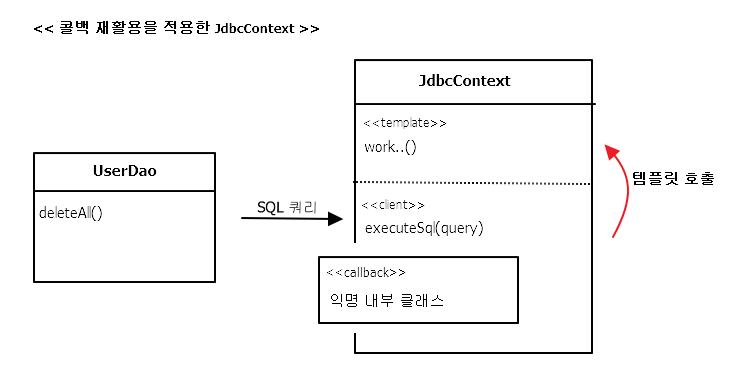 << 콜백 재활용을 적용한 JdbcContext >>
JdbcContext
<<template>>
work..()
템플릿 호출
UserDao
deleteAll()
SQL 쿼리
<<client>>
executeSql(query)
<<callback>>
익명 내부 클래스